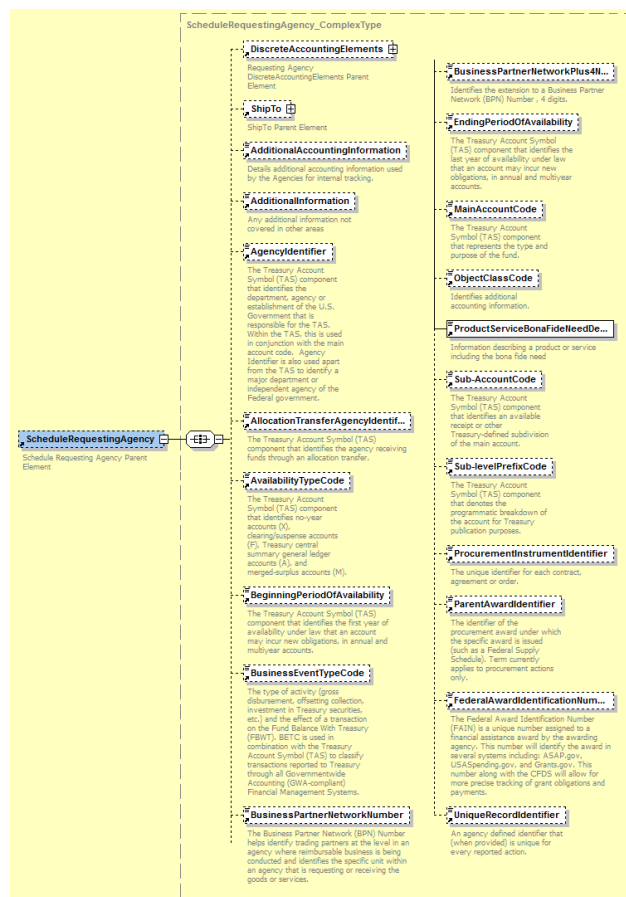 ScheduleRequestingAgency_ComplexType
ScheduleRequestingAgency
Schedule Requesting Agency Parent
Element
DiscreteAccountingElements
Requesting Agency
DiscreteAccountingElements Parent
Element
ShipTo
ShipTo Parent Element
AdditionalAccountingInformation
Details additional accounting information used
by the Agencies for internal tracking.
AdditionalInformation
Any additional information not
covered in other areas
AgencyIdentifier
The Treasury Account
Symbol (TAS) component
that identifies the
department, agency or
establishment of the U.S.
Government that is
responsible for the TAS.
Within the TAS, this is used
in conjunction with the main
account code. Agency
Identifier is also used apart
from the TAS to identify a
major department or
independent agency of the
Federal government.
AllocationTransferAgencyIdentif...
The Treasury Account Symbol (TAS)
component that identifies the agency receiving
funds through an allocation transfer.
AvailabilityTypeCode
The Treasury Account
Symbol (TAS) component
that identifies no-year
accounts (X),
clearing/suspense accounts
(F), Treasury central
summary general ledger
accounts (A), and
merged-surplus accounts (M).
BeginningPeriodOfAvailability
The Treasury Account Symbol (TAS)
component that identifies the first year of
availability under law that an account
may incur new obligations, in annual and
multiyear accounts.
BusinessEventTypeCode
The type of activity (gross
disbursement, offsetting collection,
investment in Treasury securities,
etc.) and the effect of a transaction
on the Fund Balance With Treasury
(FBWT). BETC is used in
combination with the Treasury
Account Symbol (TAS) to classify
transactions reported to Treasury
through all Governmentwide
Accounting (GWA-compliant)
Financial Management Systems.
BusinessPartnerNetworkNumber
The Business Partner Network (BPN) Number
helps identify trading partners at the level in an
agency where reimbursable business is being
conducted and identifies the specific unit within
an agency that is requesting or receiving the
goods or services.
BusinessPartnerNetworkPlus4N...
Identifies the extension to a Business Partner
Network (BPN) Number , 4 digits.
EndingPeriodOfAvailability
The Treasury Account Symbol
(TAS) component that identifies the
last year of availability under law
that an account may incur new
obligations, in annual and multiyear
accounts.
MainAccountCode
The Treasury Account
Symbol (TAS) component
that represents the type and
purpose of the fund.
ObjectClassCode
Identifies additional
accounting information.
ProductServiceBonaFideNeedDe...
Information describing a product or service
including the bona fide need
Sub-AccountCode
The Treasury Account
Symbol (TAS) component
that identifies an available
receipt or other
Treasury-defined subdivision
of the main account.
Sub-levelPrefixCode
The Treasury Account
Symbol (TAS) component
that denotes the
programmatic breakdown of
the account for Treasury
publication purposes.
ProcurementInstrumentIdentifier
The unique identifier for each contract,
agreement or order.
ParentAwardIdentifier
The identifier of the
procurement award under which
the specific award is issued
(such as a Federal Supply
Schedule). Term currently
applies to procurement actions
only.
FederalAwardIdentificationNum...
The Federal Award Identification Number
(FAIN) is a unique number assigned to a
financial assistance award by the awarding
agency. This number will identify the award in
several systems including: ASAP.gov,
USASpending.gov, and Grants.gov. This
number along with the CFDS will allow for
more precise tracking of grant obligations and
payments.
UniqueRecordIdentifier
An agency defined identifier that
(when provided) is unique for
every reported action.